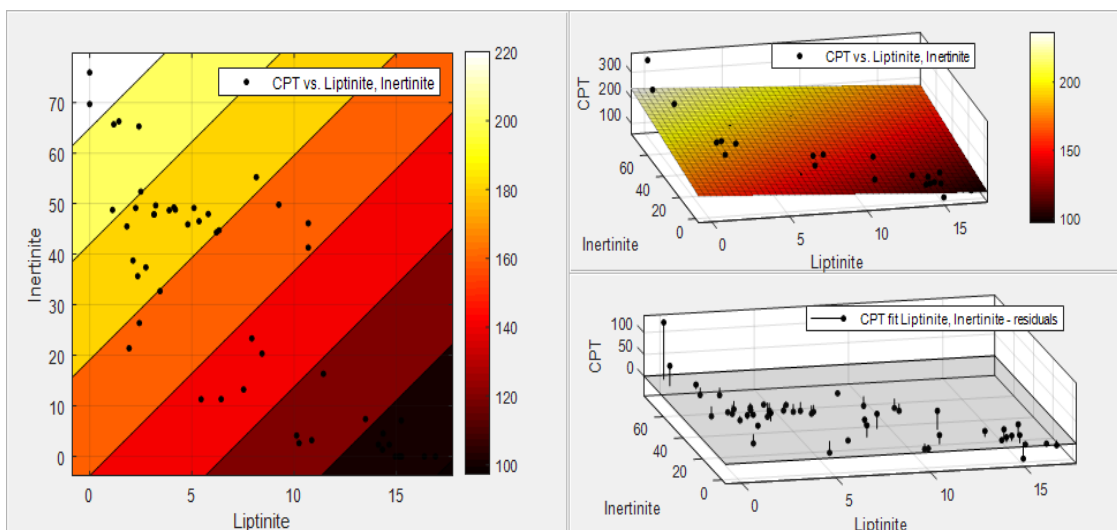 CPT vs. Liptinite, Inertinite
70
60
50
40
30
20
10
0
Inertinite
0 5 10 15
Liptinite
220
200
180
160
140
120
100
CPT vs. Liptinite, Inertinite
300
200
100
CPT
60
40
20
0
Inertinite
0 5 10 15
Liptinite
200
150
100
CPT fit Liptinite, Inertinite - residuals
100
50
0
CPT
60
40
20
0
Inertinite
0 5 10 15
Liptinite